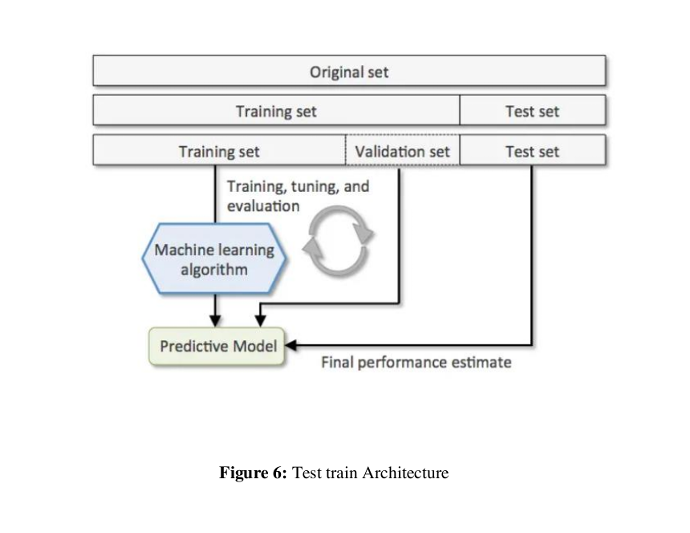 Original set
Training set Test set
Training set Validation set Test set
Training, tuning, and
evaluation
Machine learning
algorithm
Predictive Model
Final performance estimate
Figure 6: Test train Architecture